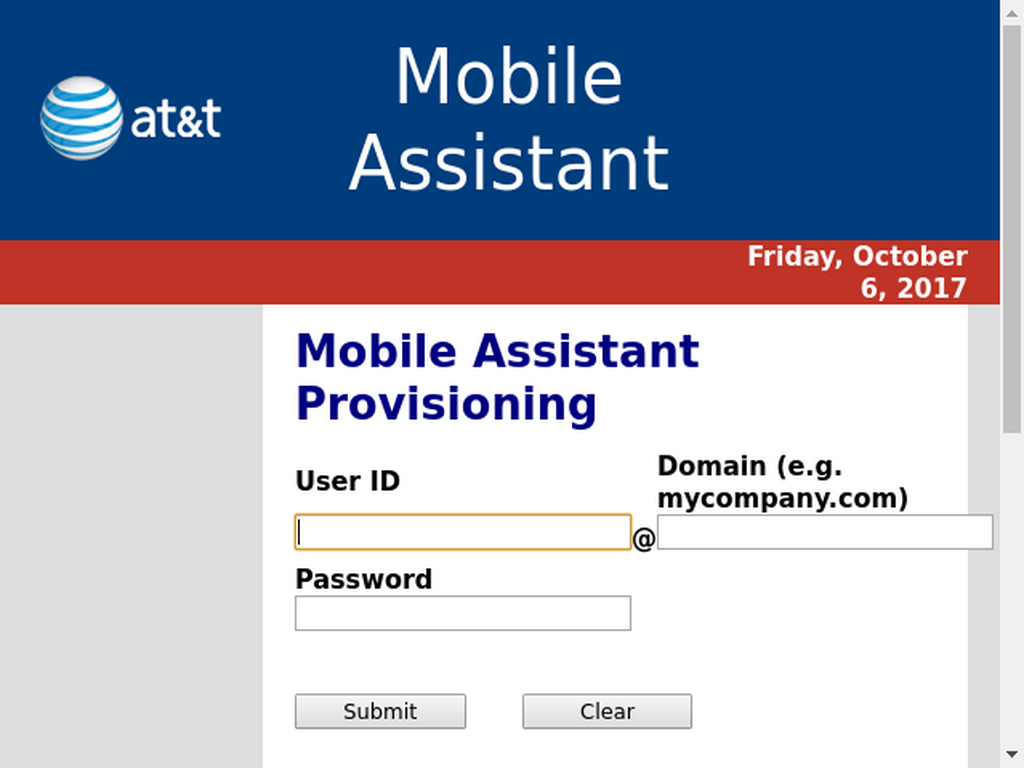 Mobile
Assistant
at&t
Friday, October
6, 2017
Mobile Assistant
Provisioning
User ID
Domain (e.g.
mycompany.com)
@
Password
Submit
Clear